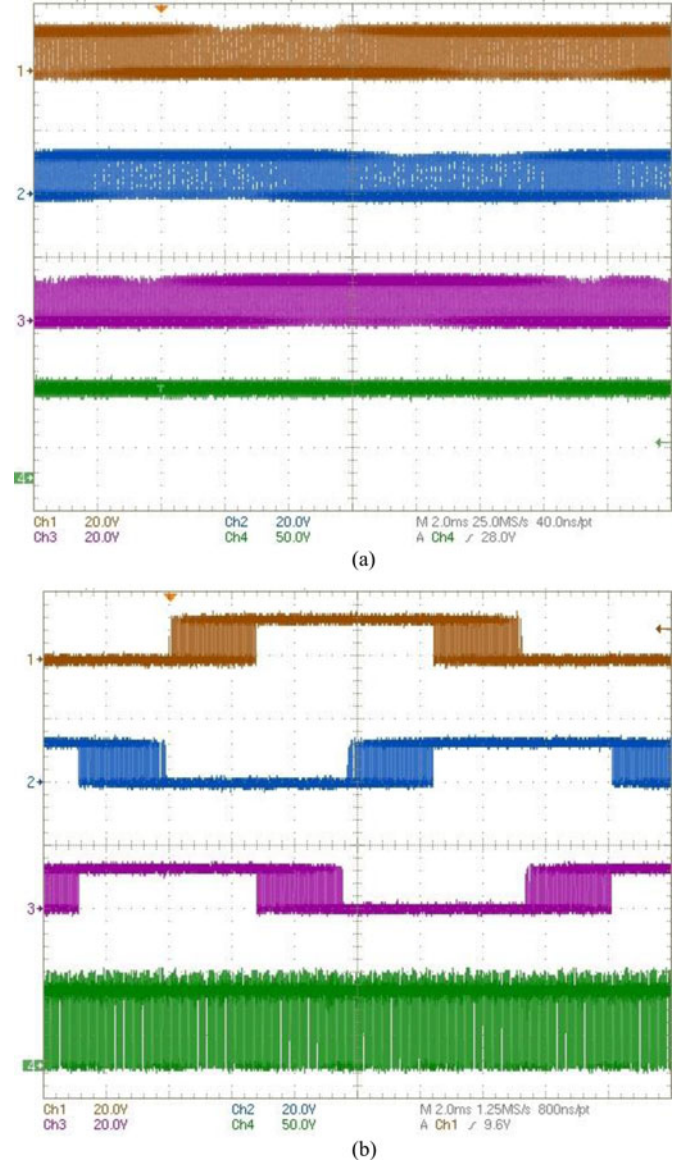 1
2
3
T
4
Ch1 20.0V Ch2 20.0V M 2.0ms 25.0MS/s 40.0ns/pt
Ch3 20.0V Ch4 50.0V A Ch4 / 28.0V
(a)
1
2
3
4
Ch1 20.0V Ch2 20.0V M 2.0ms 1.25MS/s 800ns/pt
Ch3 20.0V Ch4 50.0V A Ch1 / 9.6V
(b)